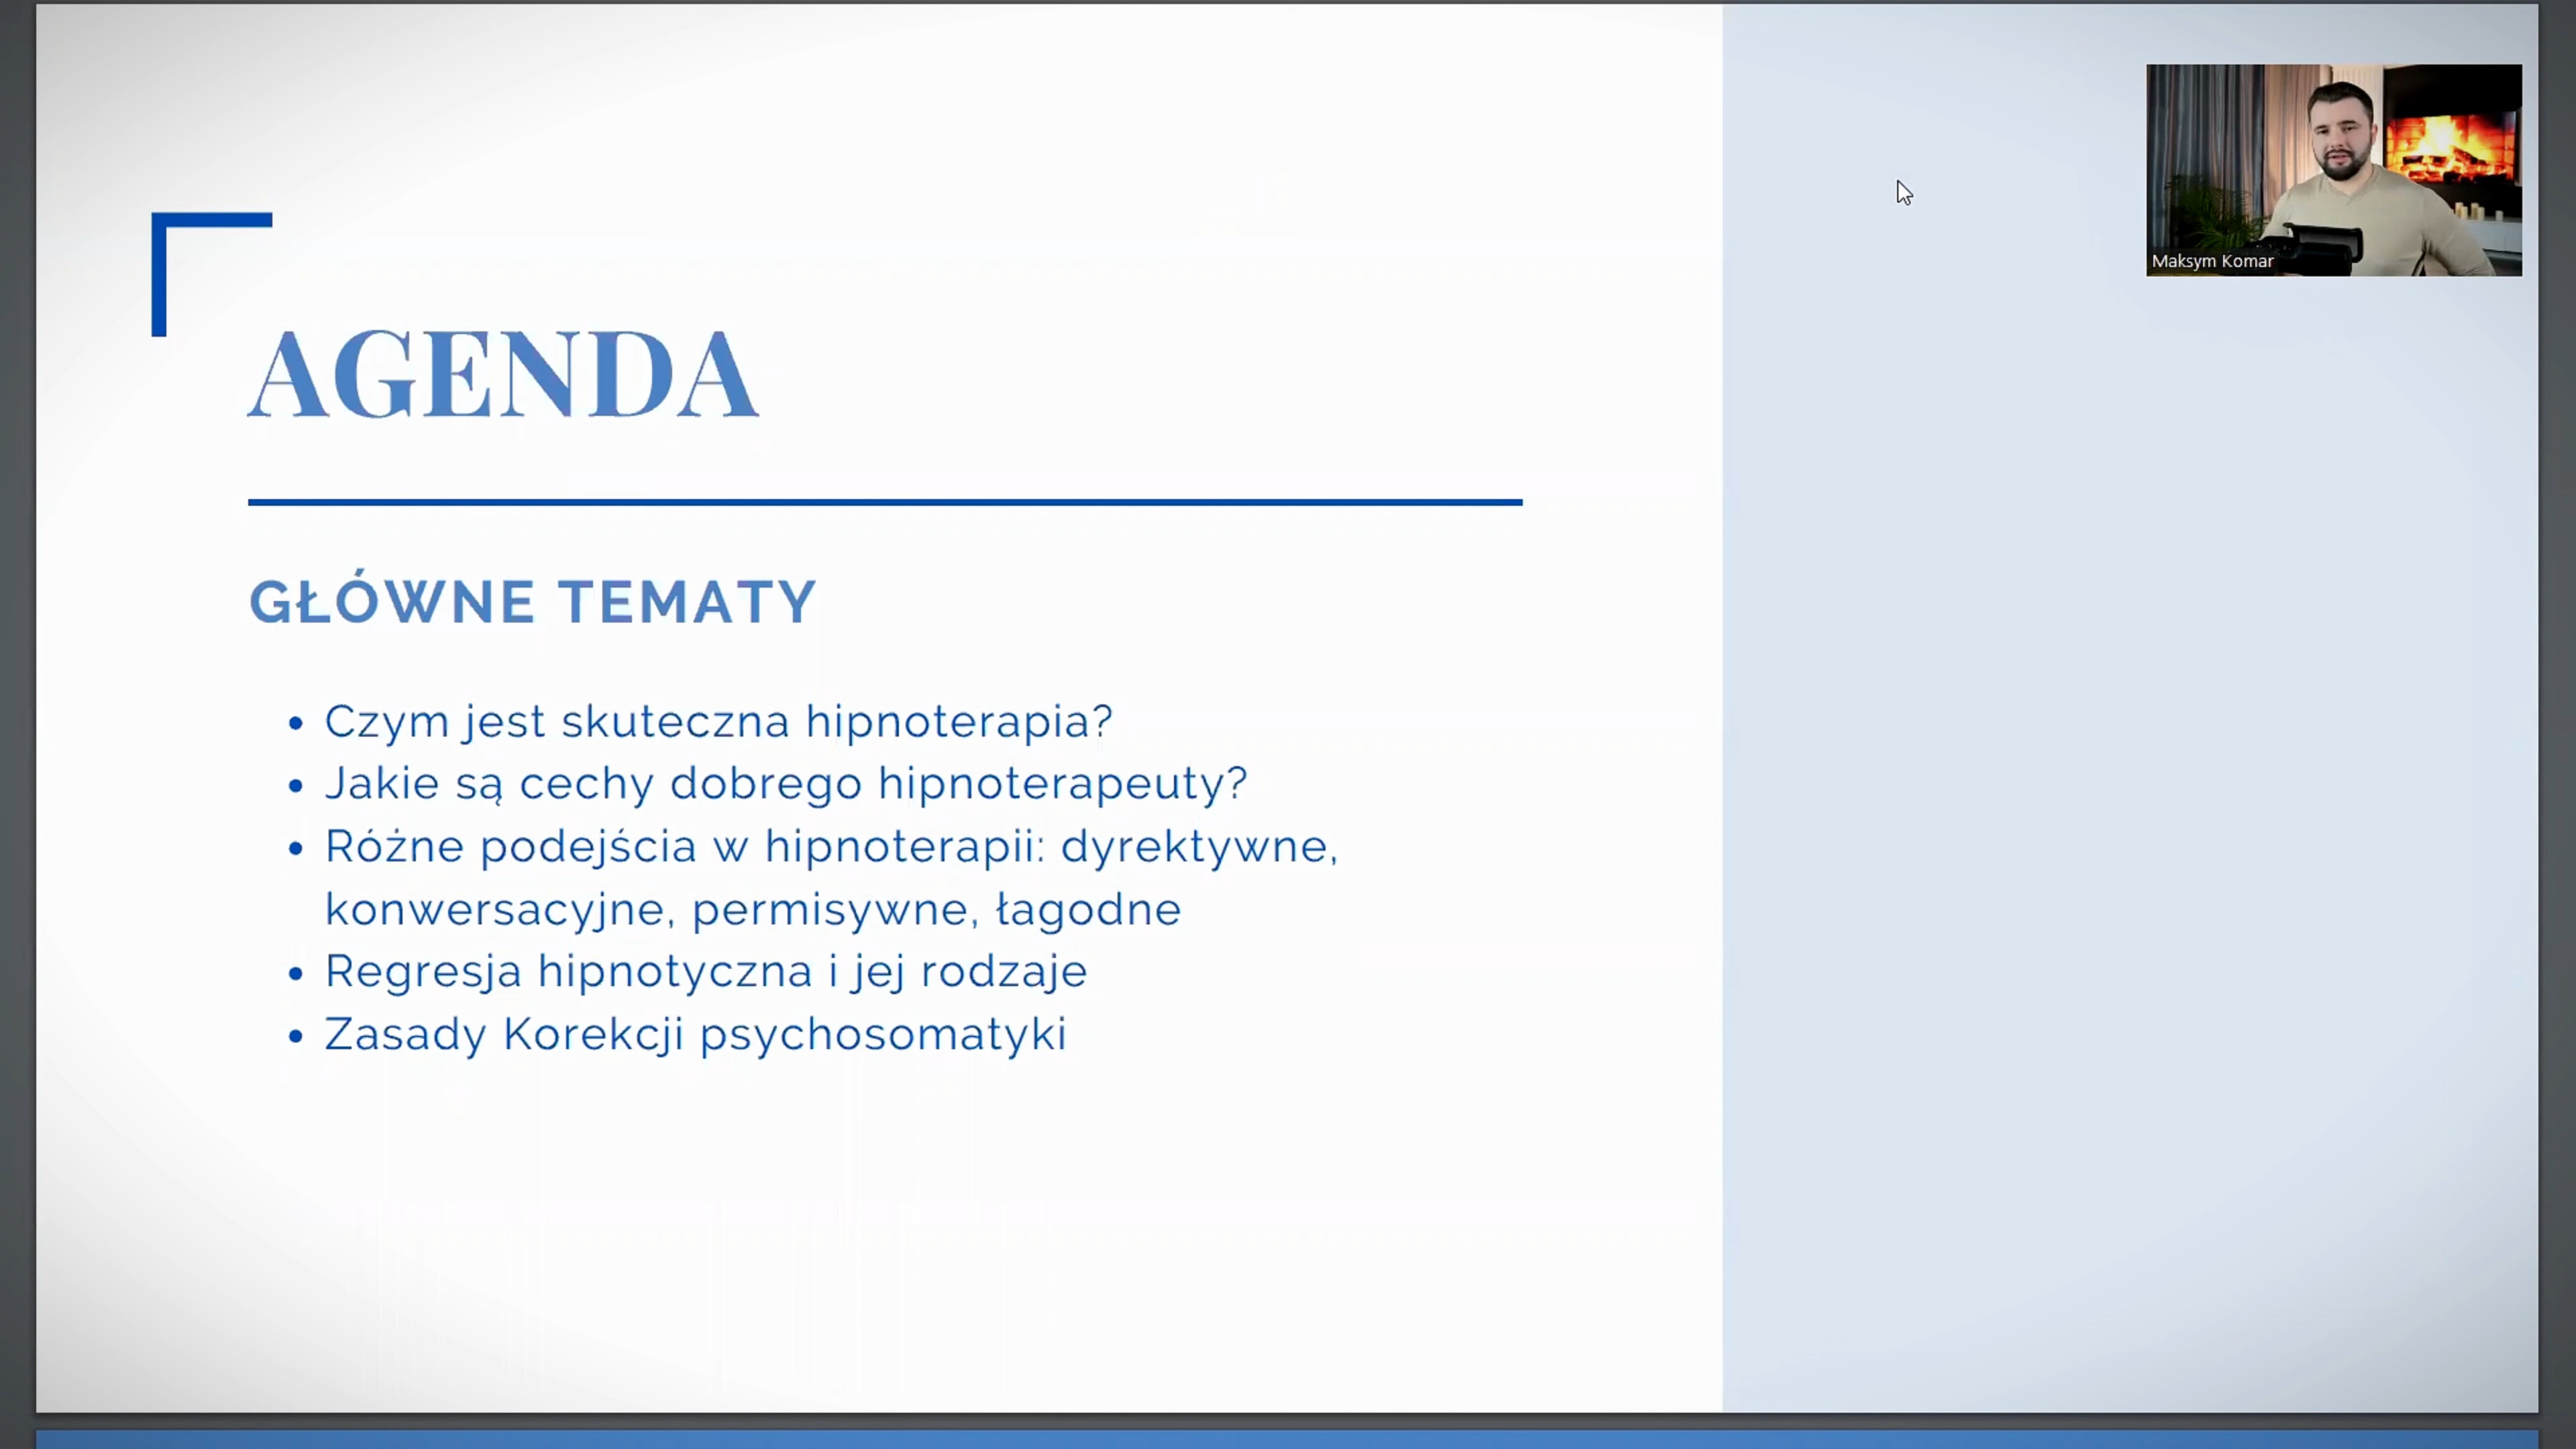 Maksym Komar
AGENDA
GŁÓWNE TEMATY
• Czym jest skuteczna hipnoterapia?
• Jakie są cechy dobrego hipnoterapeuty?
• Różne podejścia w hipnoterapii: dyrektywne,
konwersacyjne, permisywne, łagodne
• Regresja hipnotyczna i jej rodzaje
• Zasady Korekcji psychosomatyki